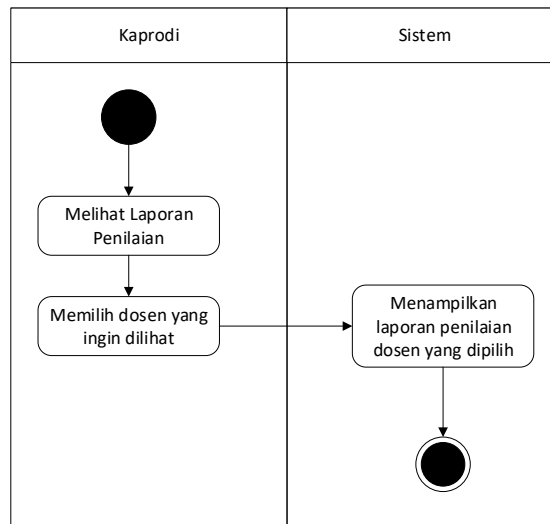 Kaprodi
Sistem
Melihat Laporan
Penilaian
Memilih dosen yang
ingin dilihat
Menampilkan
laporan penilaian
dosen yang dipilih